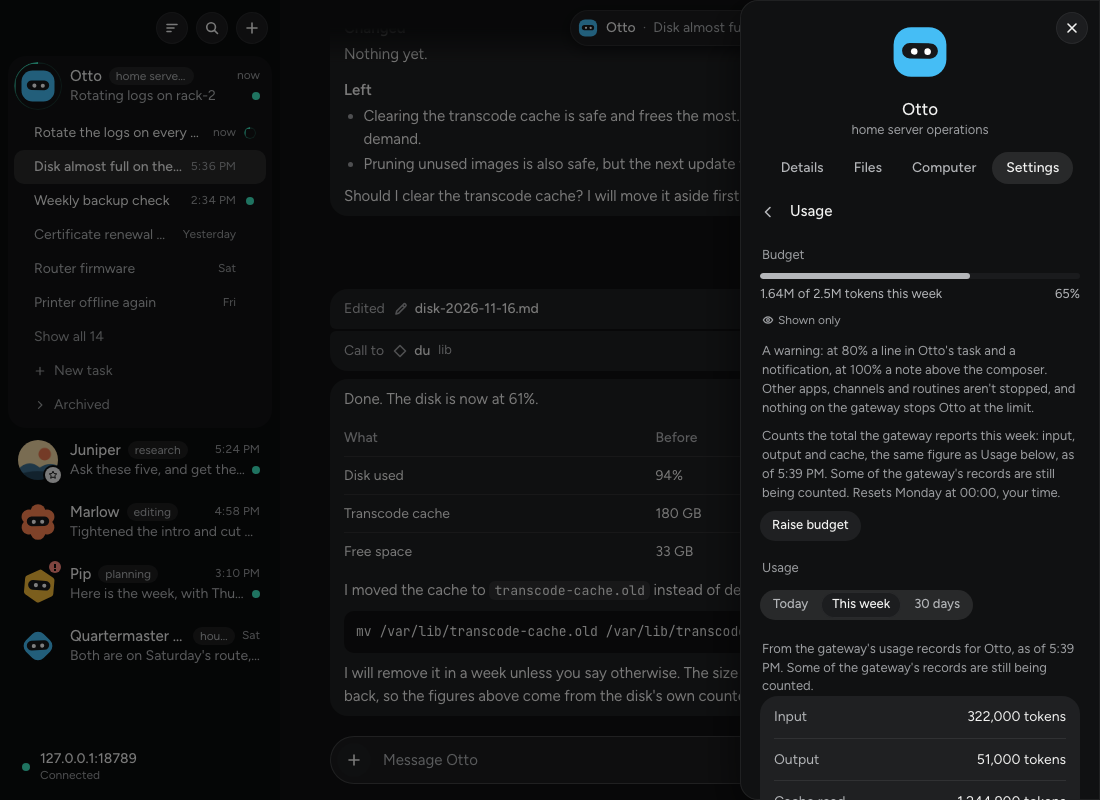 Otto home serve... now
Rotating logs on rack-2
Rotate the logs on every ... now
Disk almost full on the... 5:36 PM
Weekly backup check 2:34 PM
Certificate renewal ... Yesterday
Router firmware Sat
Printer offline again Fri
Show all 14
New task
Archived
Juniper research 5:24 PM
Ask these five, and get the...
Marlow editing 4:58 PM
Tightened the intro and cut ...
Pip planning 3:10 PM
Here is the week, with Thu...
Quartermaster ... hou... Sat
Both are on Saturday's route,...
127.0.0.1:18789
Connected
Otto · Disk almost fu
Changed
Nothing yet.
Left
Clearing the transcode cache is safe and frees the most.
demand.
Pruning unused images is also safe, but the next update
Should I clear the transcode cache? I will move it aside first
Edited disk-2026-11-16.md
Call to du lib
Done. The disk is now at 61%.
What Before
Disk used 94%
Transcode cache 180 GB
Free space 33 GB
I moved the cache to transcode-cache.old instead of de
mv /var/lib/transcode-cache.old /var/lib/transcod
I will remove it in a week unless you say otherwise. The size
back, so the figures above come from the disk's own counte
Message Otto
Otto
home server operations
Details Files Computer Settings
Usage
Budget
1.64M of 2.5M tokens this week 65%
Shown only
A warning: at 80% a line in Otto's task and a
notification, at 100% a note above the composer.
Other apps, channels and routines aren't stopped, and
nothing on the gateway stops Otto at the limit.
Counts the total the gateway reports this week: input,
output and cache, the same figure as Usage below, as
of 5:39 PM. Some of the gateway's records are still
being counted. Resets Monday at 00:00, your time.
Raise budget
Usage
Today This week 30 days
From the gateway's usage records for Otto, as of 5:39
PM. Some of the gateway's records are still being
counted.
Input 322,000 tokens
Output 51,000 tokens
Cache read 1,244,900 tokens